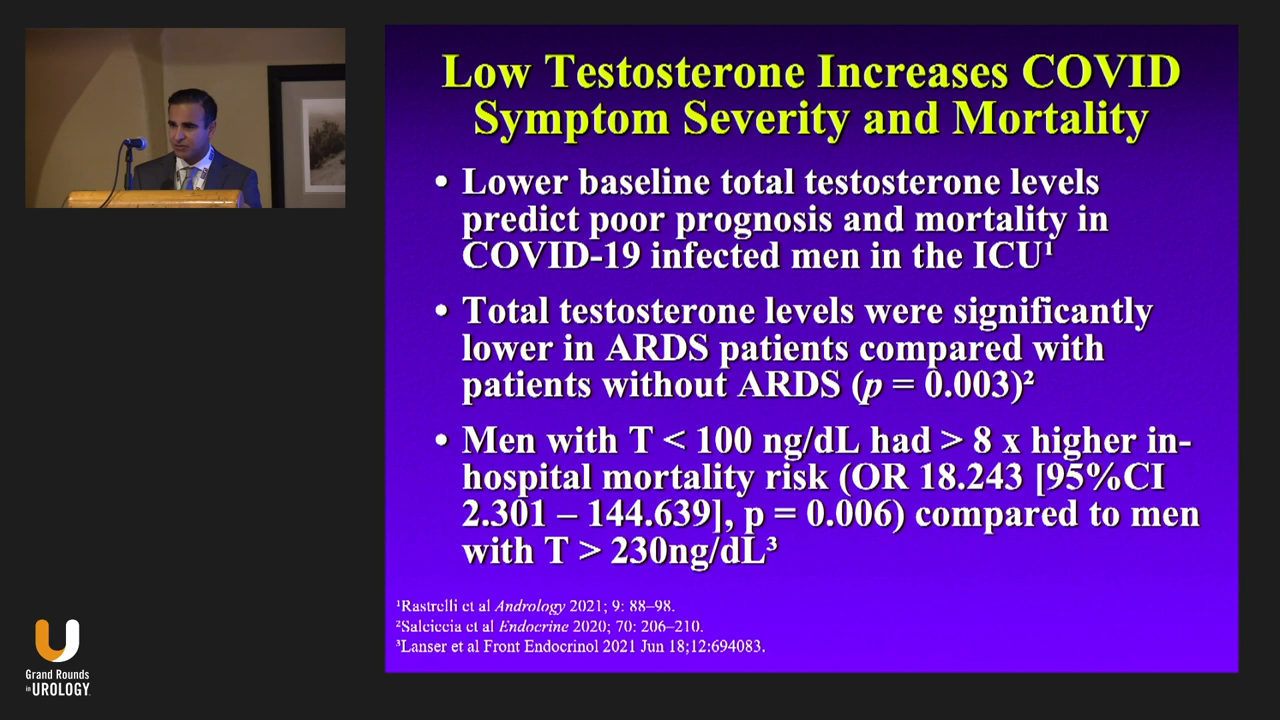 Low Testosterone Increases COVID
Symptom Severity and Mortality
• Lower baseline total testosterone levels
predict poor prognosis and mortality in
COVID-19 infected men in the ICU¹
• Total testosterone levels were significantly
lower in ARDS patients compared with
patients without ARDS (p = 0.003)²
• Men with T < 100 ng/dL had > 8 x higher in-
hospital mortality risk (OR 18.243 [95%CI
2.301 – 144.639], p = 0.006) compared to men
with T > 230ng/dL³
¹Rastrelli et al Andrology 2021; 9: 88–98.
²Salciccia et al Endocrine 2020; 70: 206–210.
³Lanser et al Front Endocrinol 2021 Jun 18;12:694083.
Grand Rounds
in UROLOGY